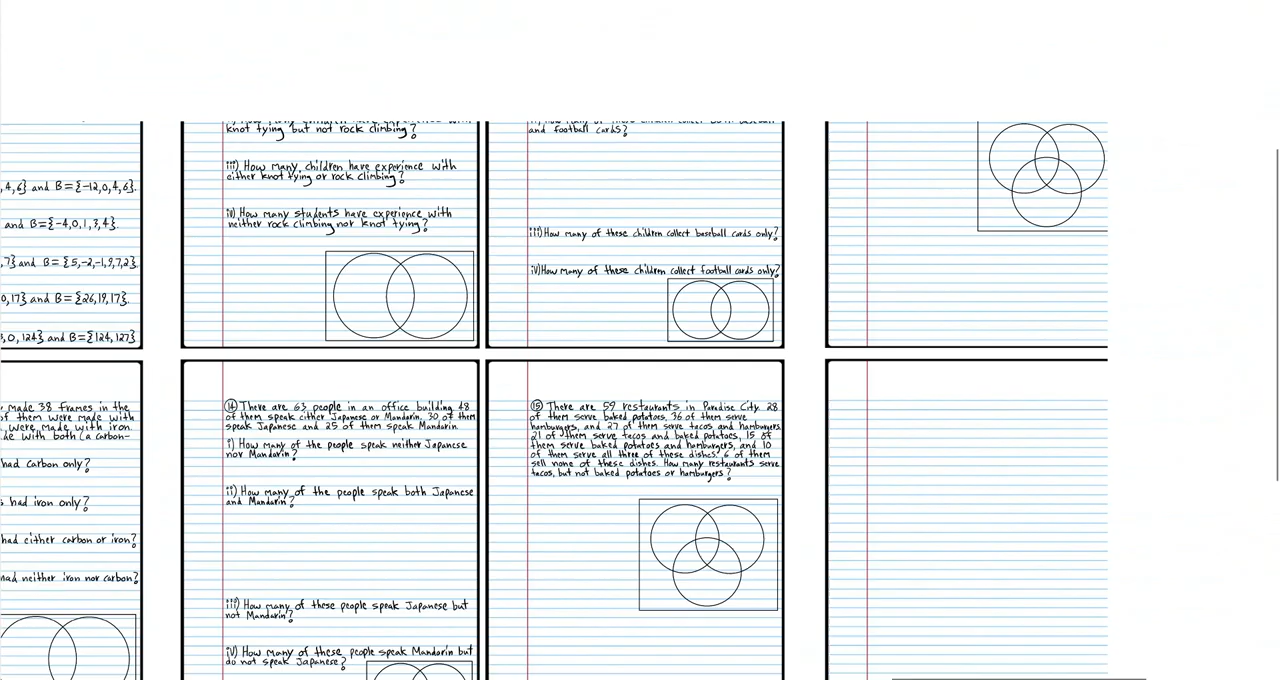 ,4,6} and B={-12,0,4,6}.
and B={-4,0,1,3,4}.
,7} and B={5,-2,-1,9,7,2}.
0,17} and B={26,19,17}.
,0,124} and B={124,127}
knot tying but not rock climbing?
iii) How many children have experience with
either knot tying or rock climbing?
iv) How many students have experience with
neither rock climbing nor knot tying?
and football cards?
iii) How many of these children collect baseball cards only?
iv) How many of these children collect football cards only?
made 38 frames in the
of them were made with
were made with iron.
de with both (a carbon-
had carbon only?
had iron only?
had either carbon or iron?
had neither iron nor carbon?
14 There are 63 people in an office building. 48
of them speak either Japanese or Mandarin. 30 of them
speak Japanese and 25 of them speak Mandarin.
i) How many of the people speak neither Japanese
nor Mandarin?
ii) How many of the people speak both Japanese
and Mandarin?
iii) How many of these people speak Japanese but
not Mandarin?
iv) How many of these people speak Mandarin but
do not speak Japanese?
15 There are 59 restaurants in Paradise City. 28
of them serve baked potatoes, 36 of them serve
hamburgers, and 27 of them serve tacos and hamburgers.
21 of them serve tacos and baked potatoes, 15 of
them serve baked potatoes and hamburgers, and 10
of them serve all three of these dishes. 6 of them
sell none of these dishes. How many restaurants serve
tacos, but not baked potatoes or hamburgers?